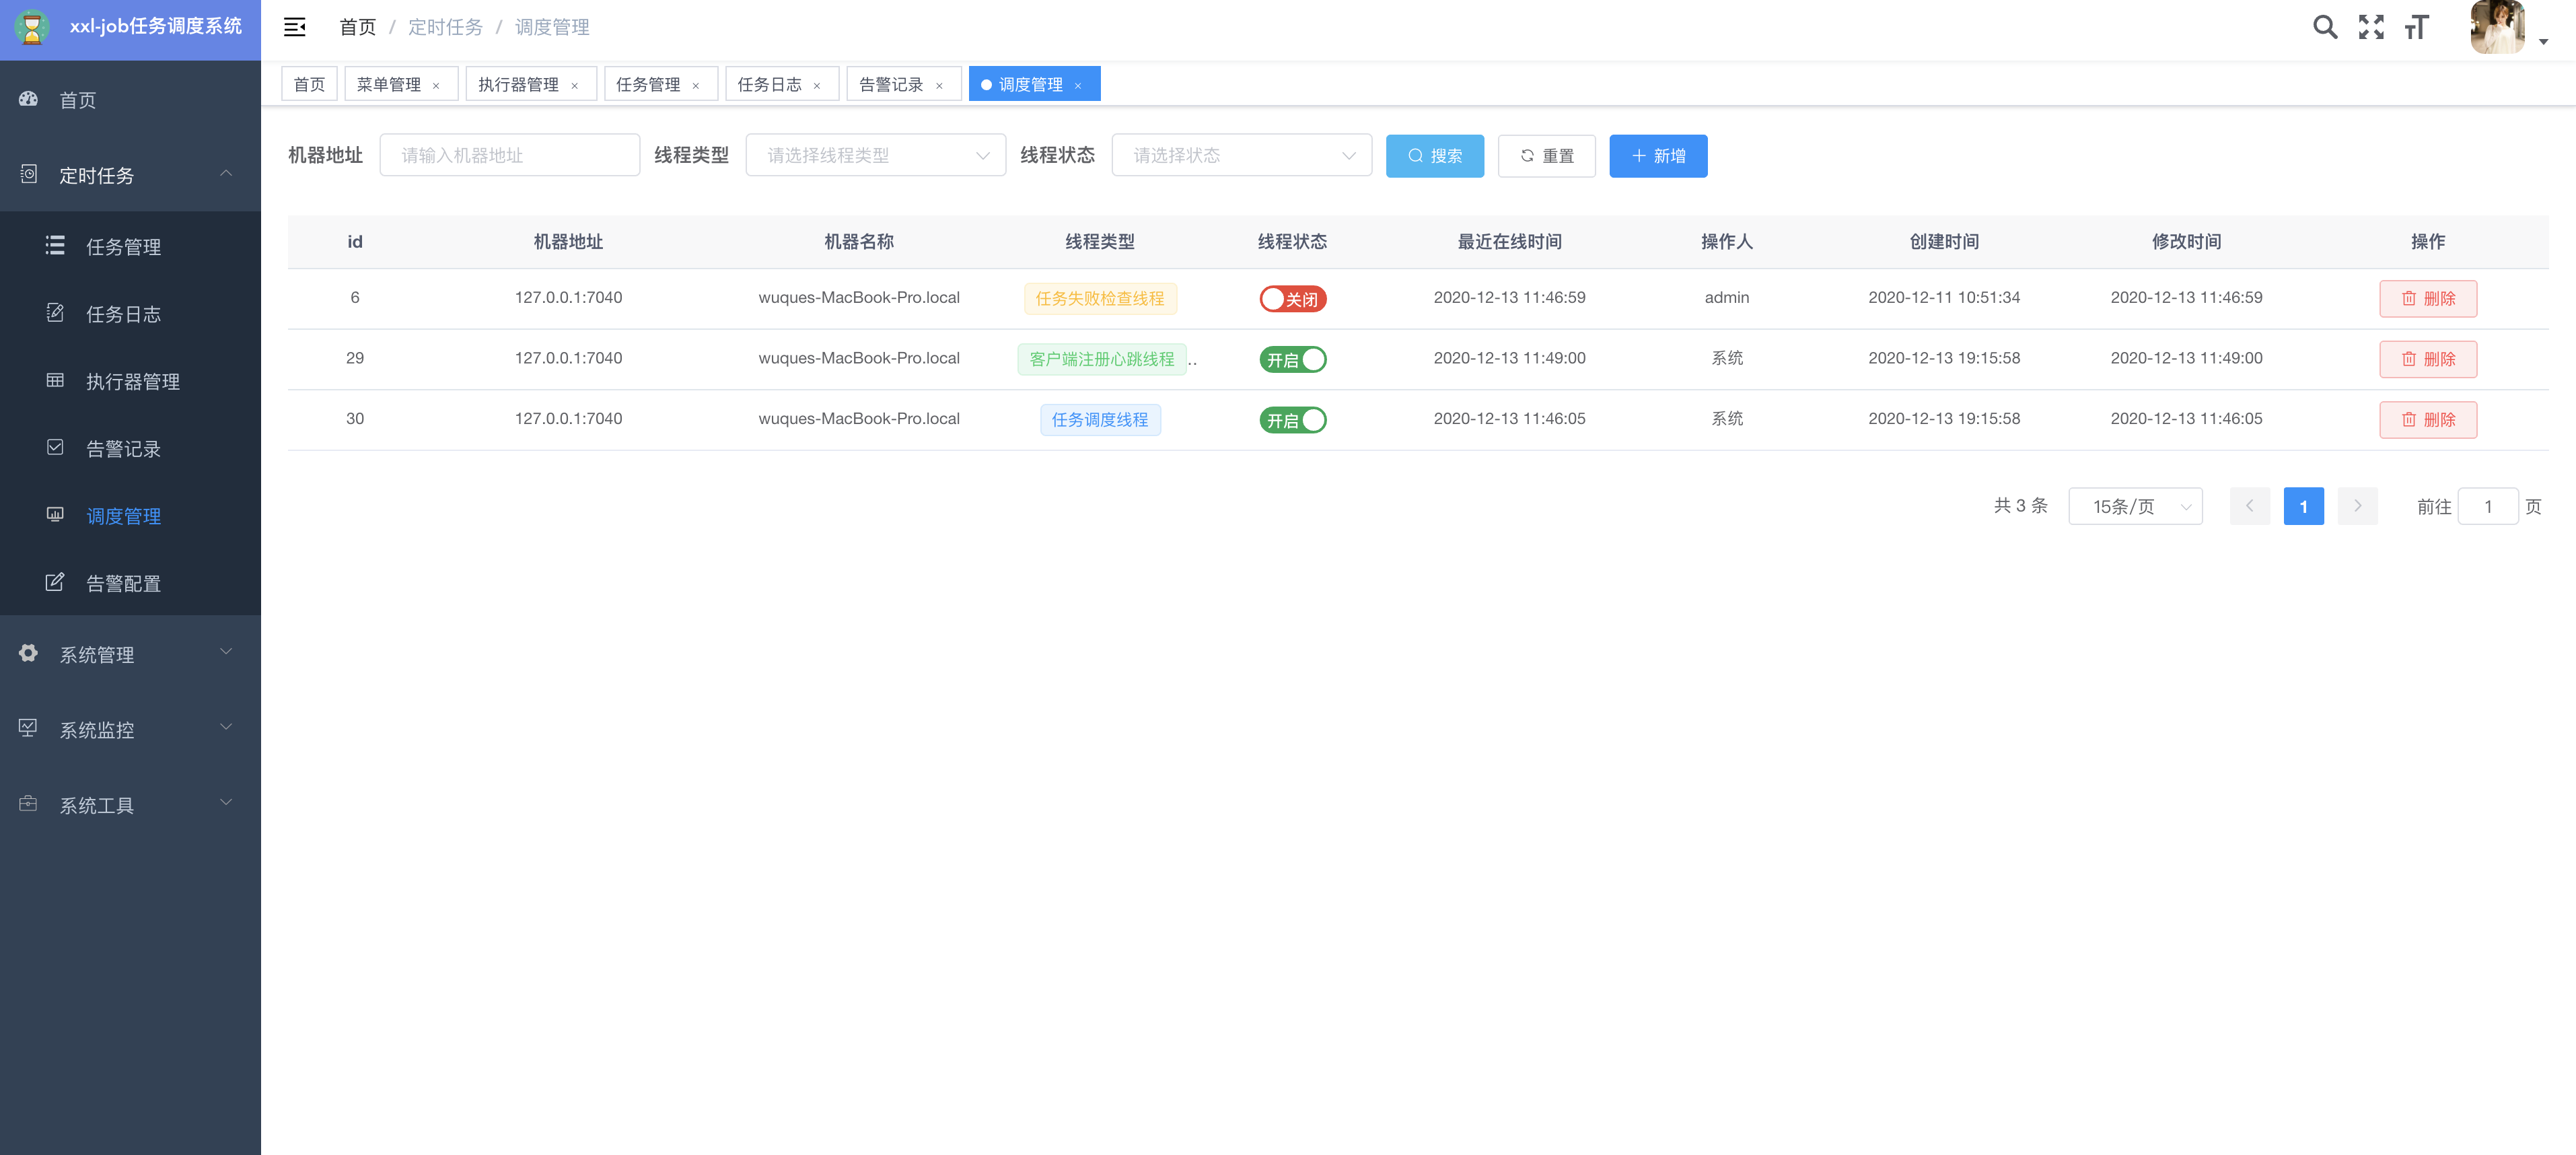 xxl-job任务调度系统
首页 / 定时任务 / 调度管理
首页 菜单管理 × 执行器管理 × 任务管理 × 任务日志 × 告警记录 × 调度管理 ×
首页
定时任务
任务管理
任务日志
执行器管理
告警记录
调度管理
告警配置
系统管理
系统监控
系统工具
机器地址 请输入机器地址 线程类型 请选择线程类型 线程状态 请选择状态 搜索 重置 新增
id 机器地址 机器名称 线程类型 线程状态 最近在线时间 操作人 创建时间 修改时间 操作
6 127.0.0.1:7040 wuques-MacBook-Pro.local 任务失败检查线程 关闭 2020-12-13 11:46:59 admin 2020-12-11 10:51:34 2020-12-13 11:46:59 删除
29 127.0.0.1:7040 wuques-MacBook-Pro.local 客户端注册心跳线程 .. 开启 2020-12-13 11:49:00 系统 2020-12-13 19:15:58 2020-12-13 11:49:00 删除
30 127.0.0.1:7040 wuques-MacBook-Pro.local 任务调度线程 开启 2020-12-13 11:46:05 系统 2020-12-13 19:15:58 2020-12-13 11:46:05 删除
共 3 条 15条/页 1 前往 1 页